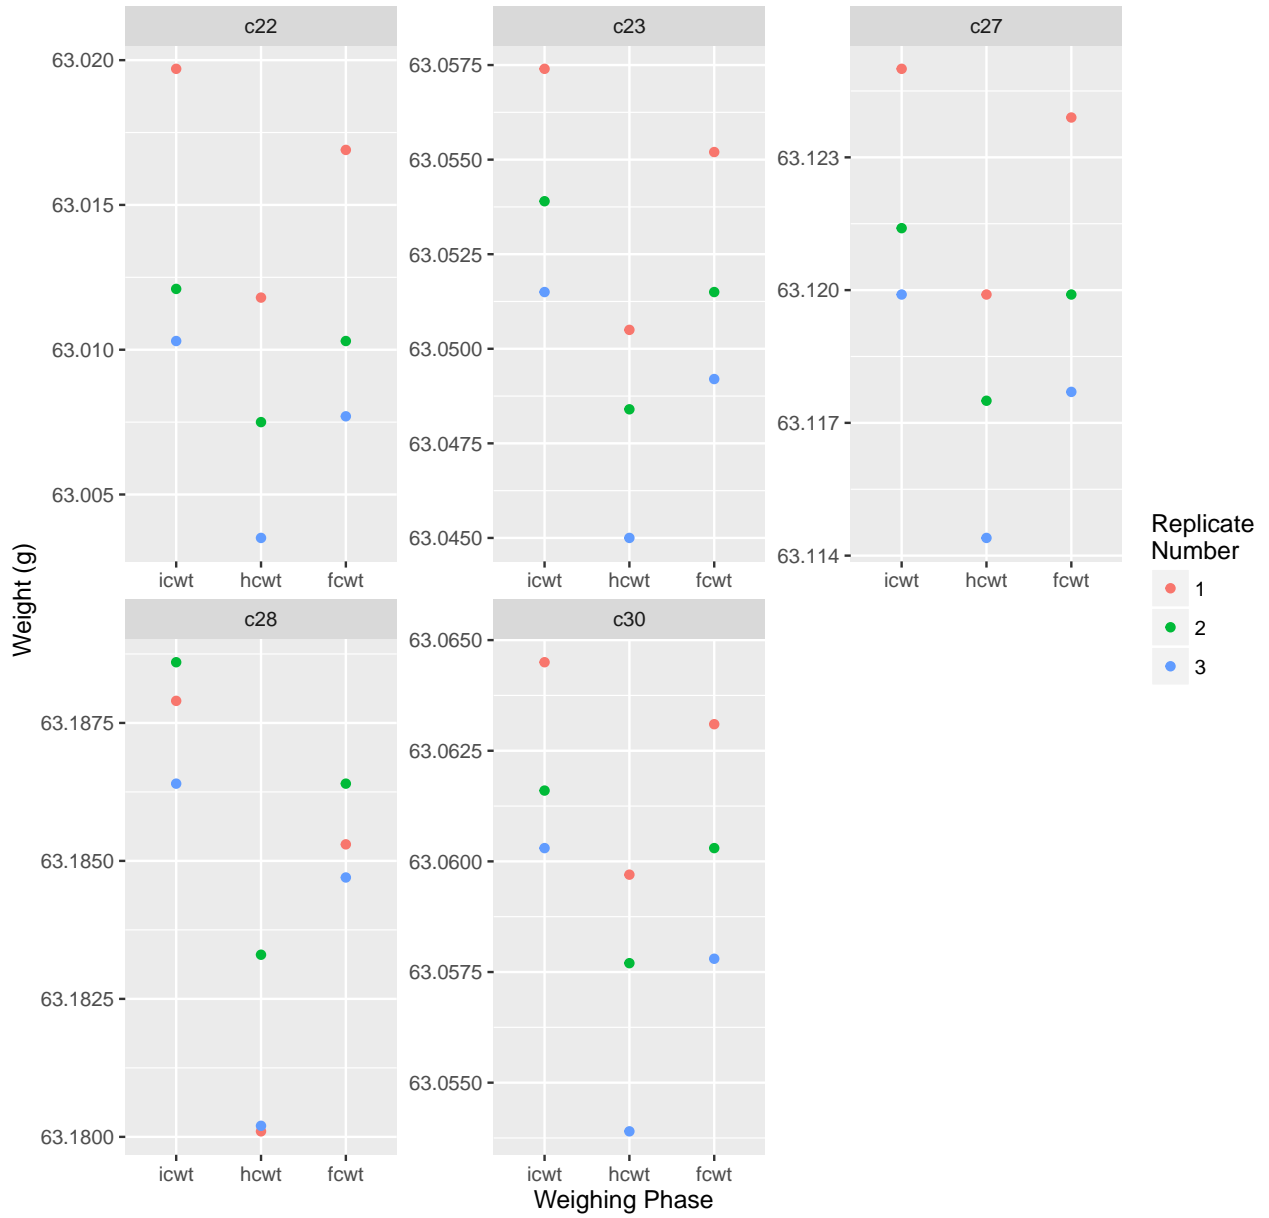 c22
c23
c27
63.020
63.015
63.010
63.005
63.0575
63.0550
63.0525
63.0500
63.0475
63.0450
63.123
63.120
63.117
63.114
icwt hcwt fcwt
icwt hcwt fcwt
icwt hcwt fcwt
c28
c30
63.1875
63.1850
63.1825
63.1800
63.0650
63.0625
63.0600
63.0575
63.0550
icwt hcwt fcwt
icwt hcwt fcwt
Weighing Phase
Weight (g)
Replicate
Number
1
2
3